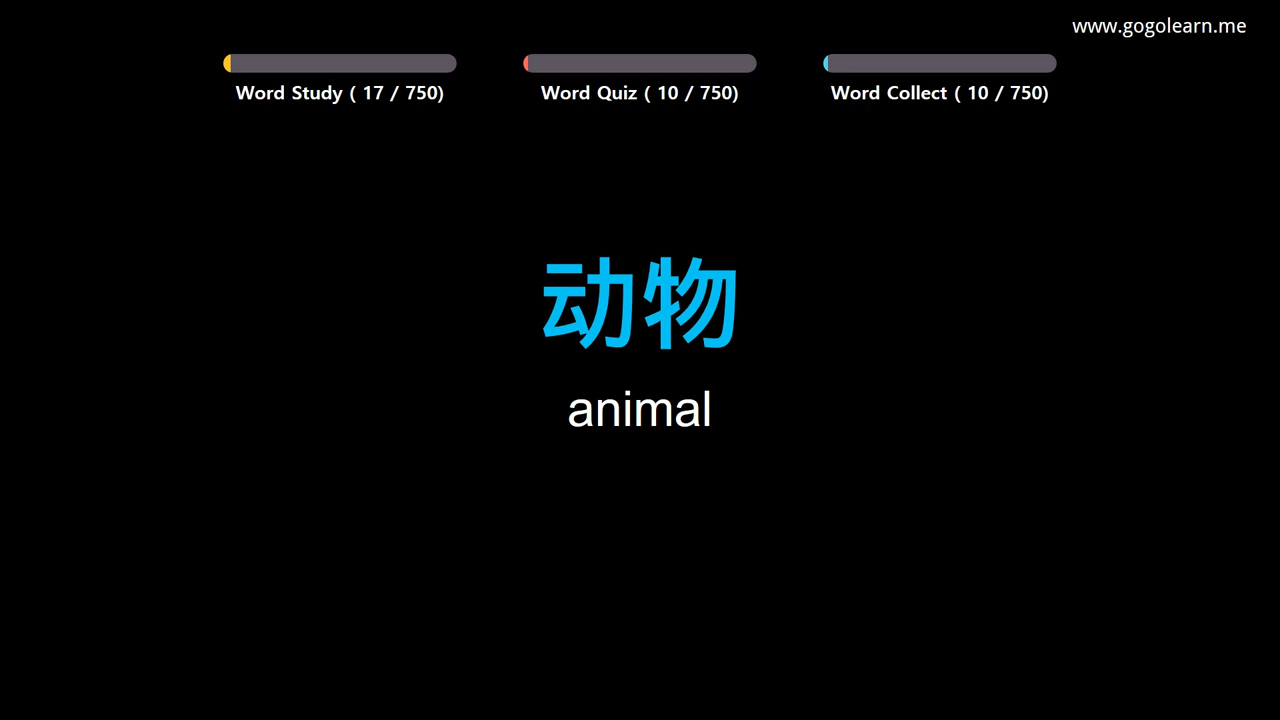 www.gogolearn.me
Word Study ( 17 / 750)
Word Quiz ( 10 / 750)
Word Collect ( 10 / 750)
动物
animal